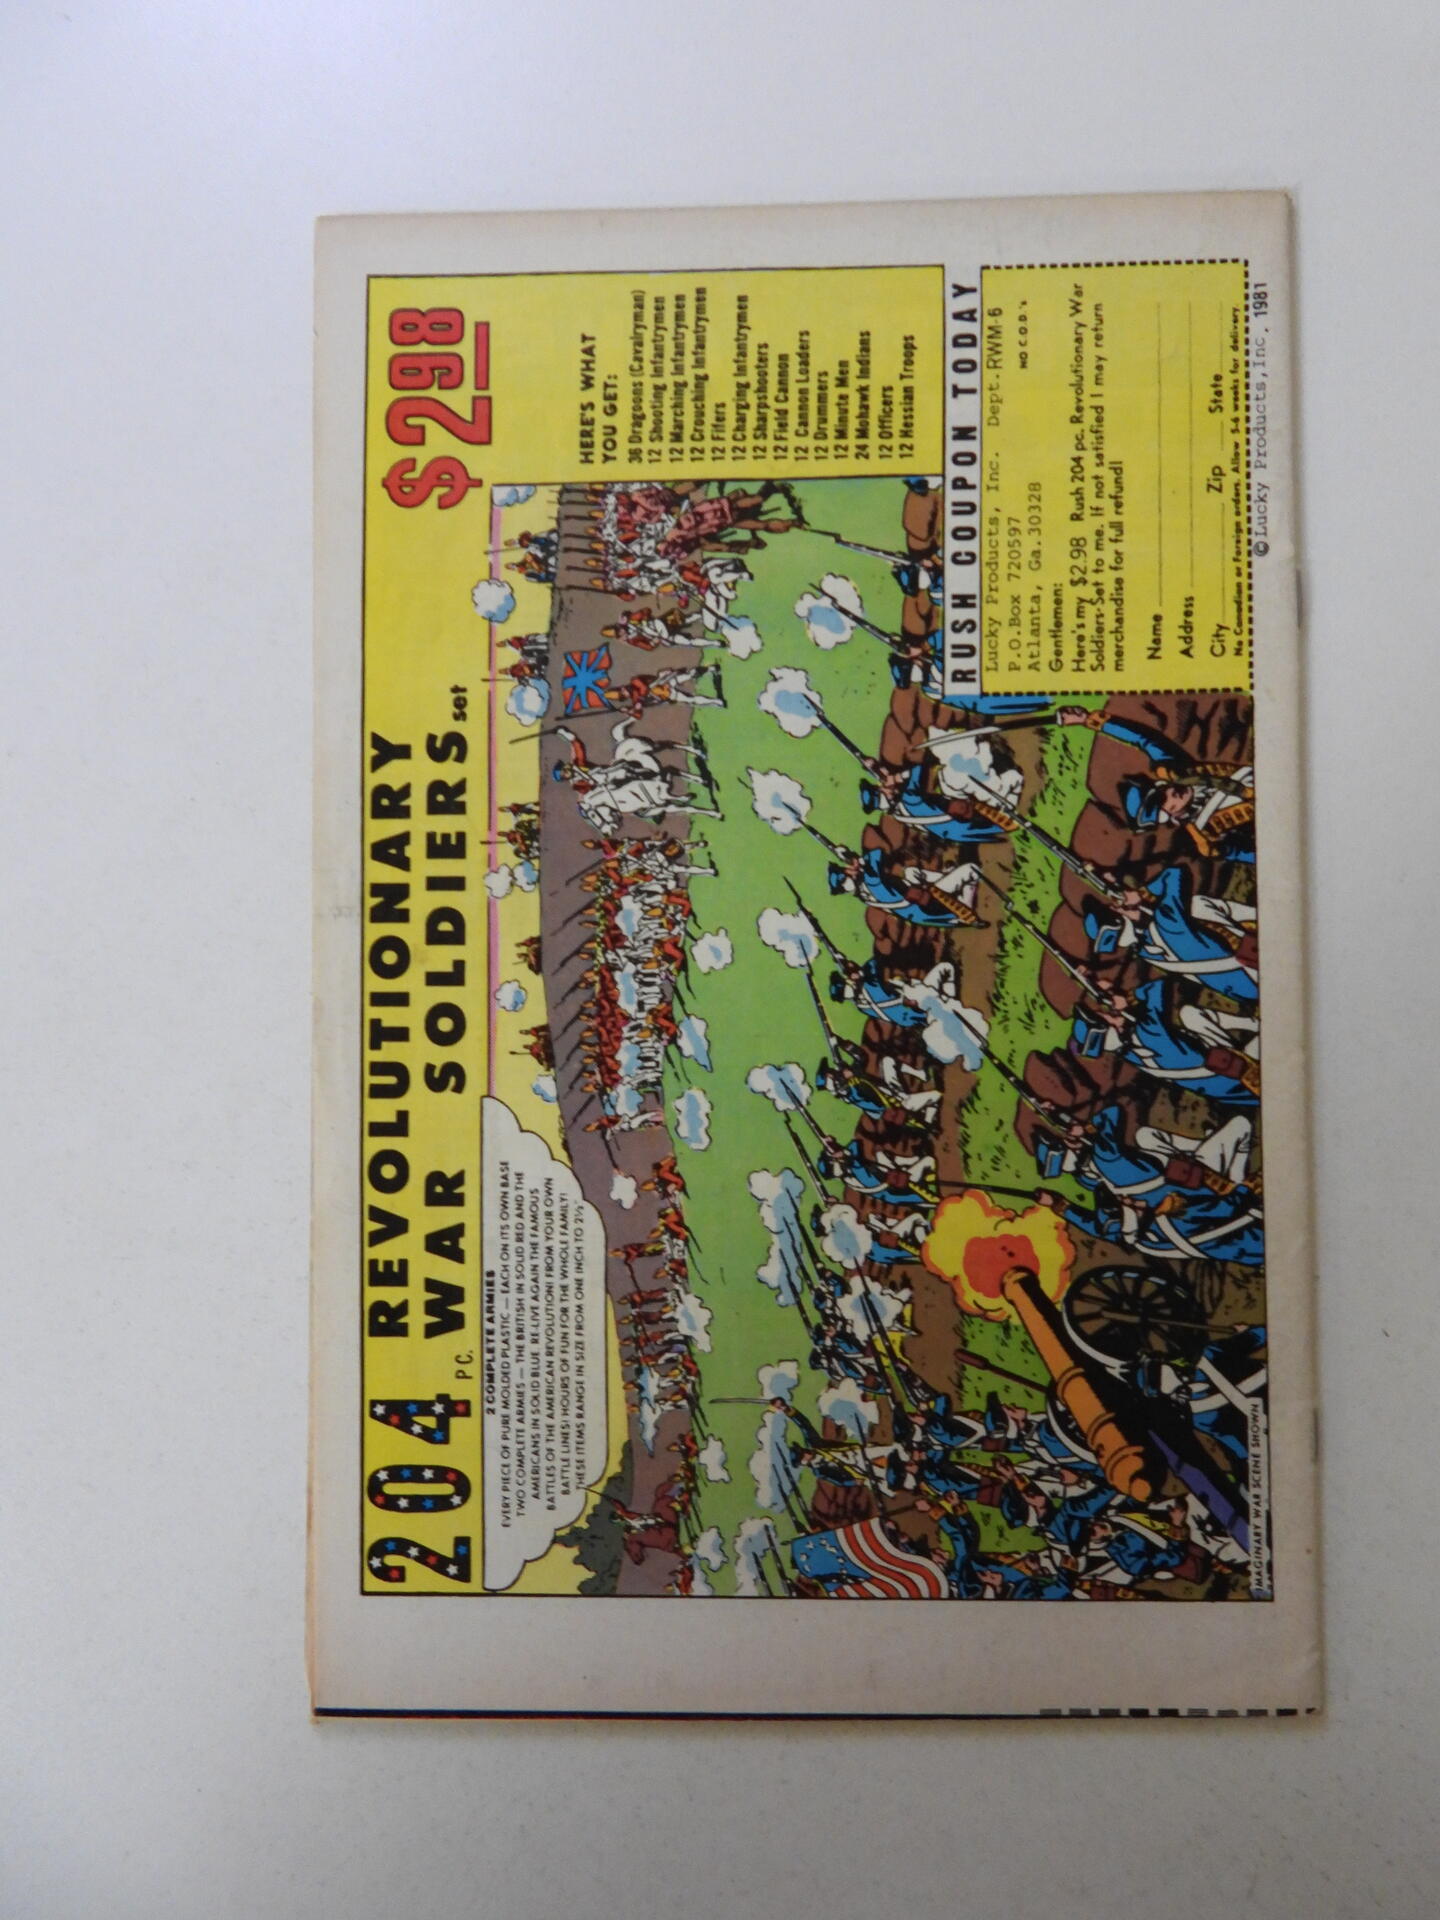 204 PC. REVOLUTIONARY
WAR SOLDIERS set
$2.98
2 COMPLETE ARMIES
EVERY PIECE OF PURE MOLDED PLASTIC — EACH ON ITS OWN BASE
TWO COMPLETE ARMIES — THE BRITISH IN SOLID RED AND THE
AMERICANS IN SOLID BLUE. RE-LIVE AGAIN THE FAMOUS
BATTLES OF THE AMERICAN REVOLUTION! FROM YOUR OWN
BATTLE LINES! HOURS OF FUN FOR THE WHOLE FAMILY!
THESE ITEMS RANGE IN SIZE FROM ONE INCH TO 2½"
HERE'S WHAT
YOU GET:
36 Dragoons (Cavalryman)
12 Shooting Infantrymen
12 Marching Infantrymen
12 Crouching Infantrymen
12 Fifers
12 Charging Infantrymen
12 Sharpshooters
12 Field Cannon
12 Cannon Loaders
12 Drummers
12 Minute Men
24 Mohawk Indians
12 Officers
12 Hessian Troops
RUSH COUPON TODAY
Lucky Products, Inc. Dept. RWM-6
P.O.Box 720597 NO C.O.D.'s
Atlanta, Ga.30328
Gentlemen:
Here's my $2.98 Rush 204 pc. Revolutionary War
Soldiers Set to me. If not satisfied I may return
merchandise for full refund!
Name
Address
City Zip State
No Canadian or Foreign orders. Allow 5-6 weeks for delivery.
©Lucky Products,Inc. 1981
IMAGINARY WAR SCENE SHOWN